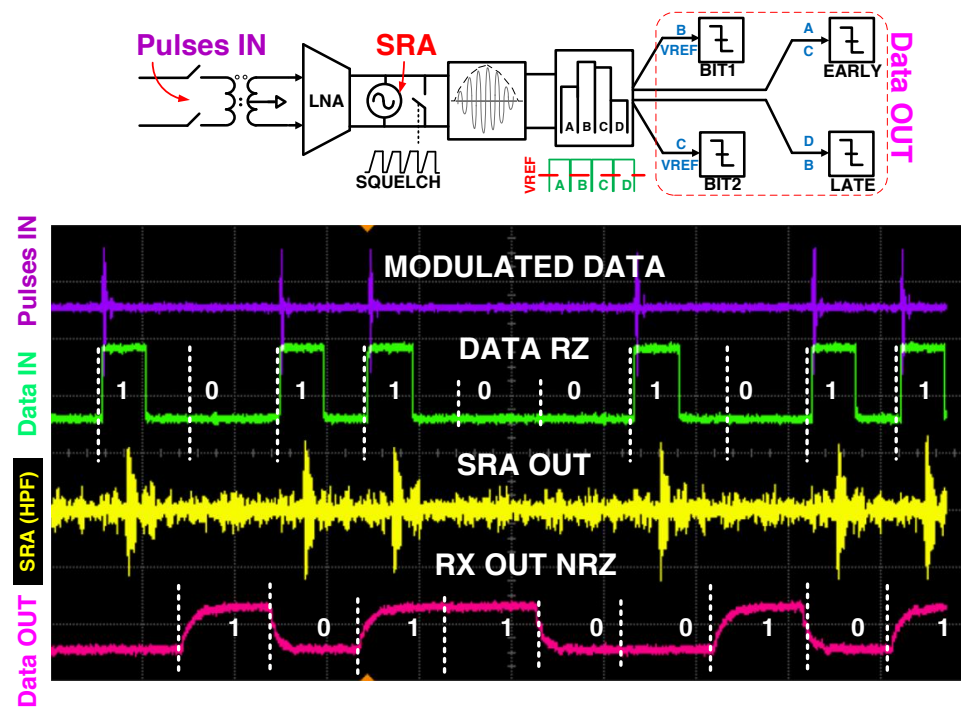 Pulses IN
SRA
LNA
SQUELCH
A B C D
VREF
A B C D
B
VREF
BIT1
A
C
EARLY
C
VREF
BIT2
D
B
LATE
Data OUT
Pulses IN
MODULATED DATA
Data IN
DATA RZ
1 0 1 1 0 0 1 0 1 1
SRA (HPF)
SRA OUT
Data OUT
RX OUT NRZ
1 0 1 1 0 0 1 0 1